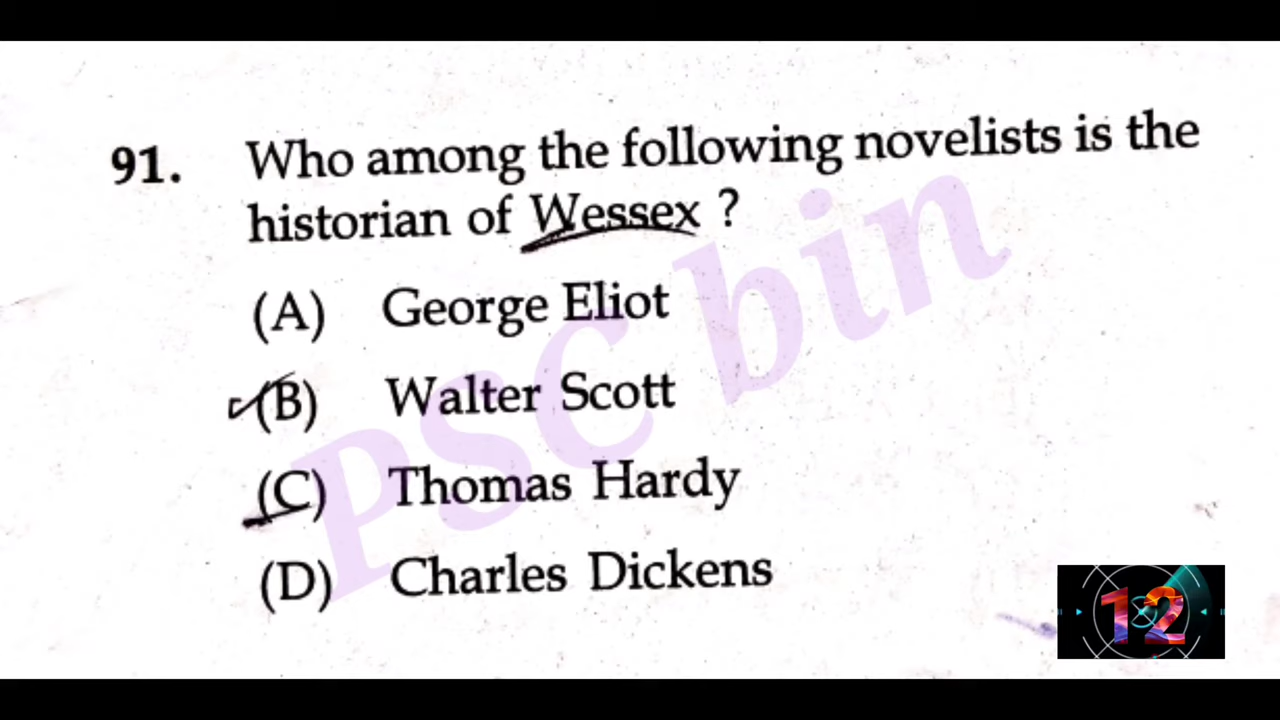 91. Who among the following novelists is the
historian of Wessex ?
(A) George Eliot
(B) Walter Scott
(C) Thomas Hardy
(D) Charles Dickens
PSC bin
12